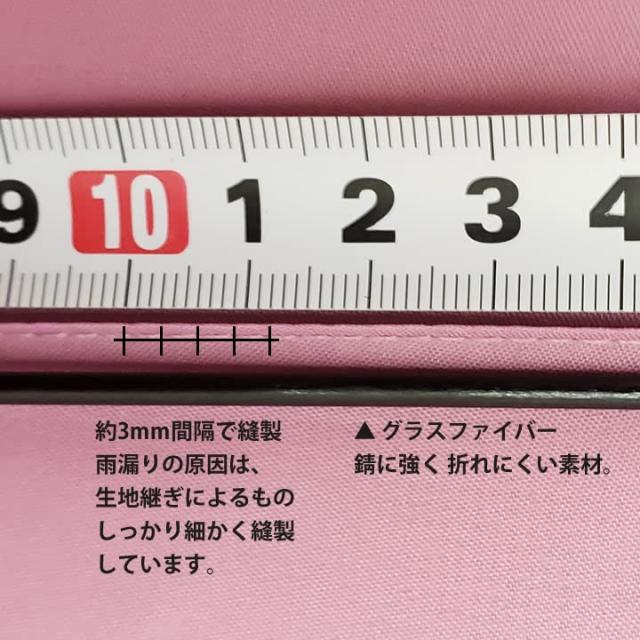 9 10 1 2 3 4
約3mm間隔で縫製
雨漏りの原因は、
生地継ぎによるもの
しっかり細かく縫製
しています。
▲ グラスファイバー
錆に強く 折れにくい素材。